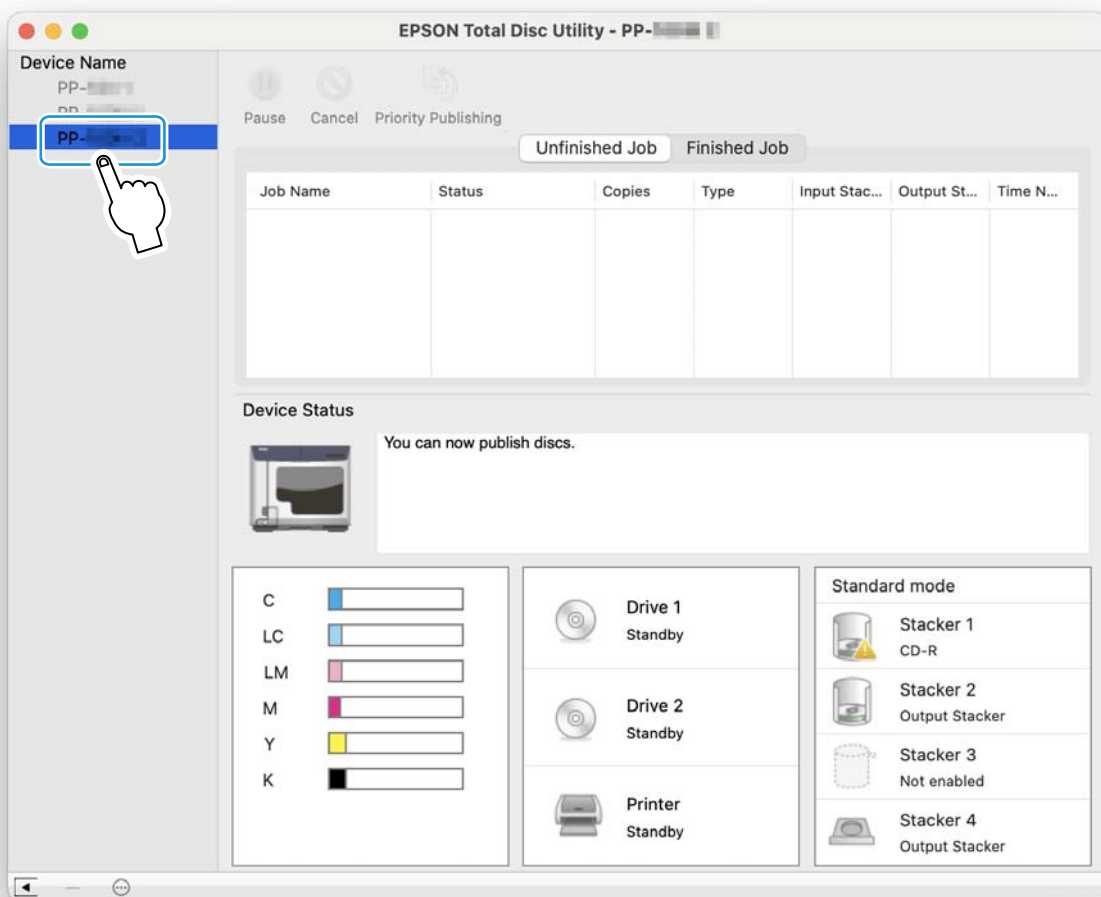 EPSON Total Disc Utility - PP-
Device Name
PP-
PP-
PP-
Pause Cancel Priority Publishing
Unfinished Job Finished Job
Job Name Status Copies Type Input Stac... Output St... Time N...
Device Status
You can now publish discs.
C
LC
LM
M
Y
K
Drive 1
Standby
Drive 2
Standby
Printer
Standby
Standard mode
Stacker 1
CD-R
Stacker 2
Output Stacker
Stacker 3
Not enabled
Stacker 4
Output Stacker